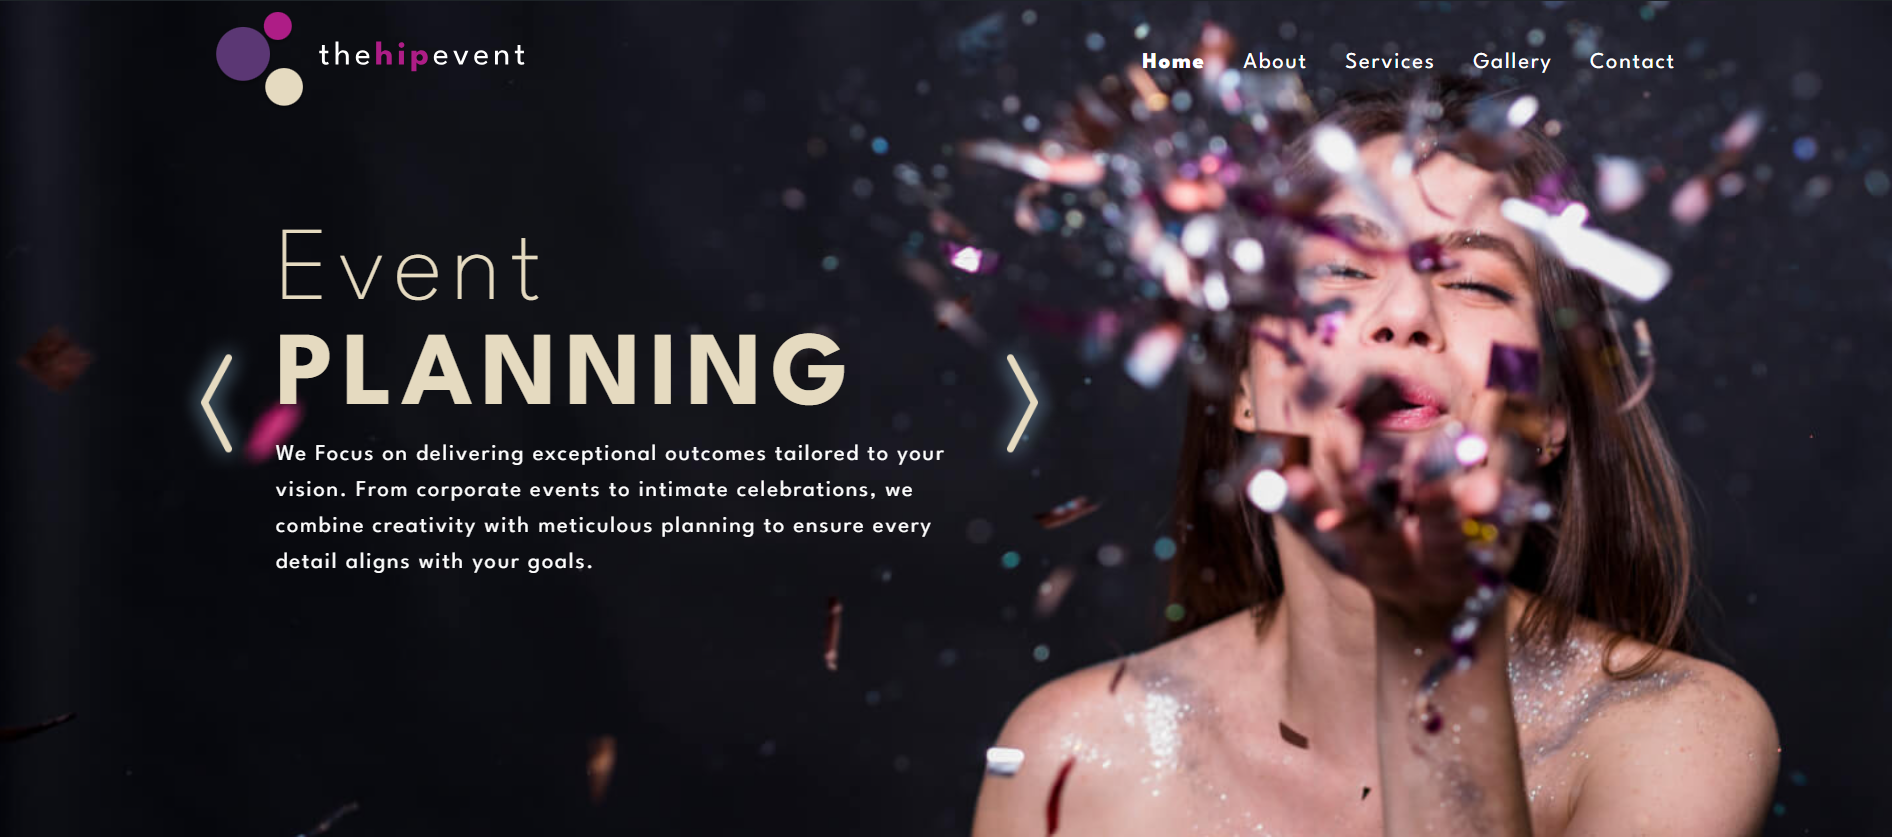 thehipevent
Home About Services Gallery Contact
Event
PLANNING
We Focus on delivering exceptional outcomes tailored to your
vision. From corporate events to intimate celebrations, we
combine creativity with meticulous planning to ensure every
detail aligns with your goals.